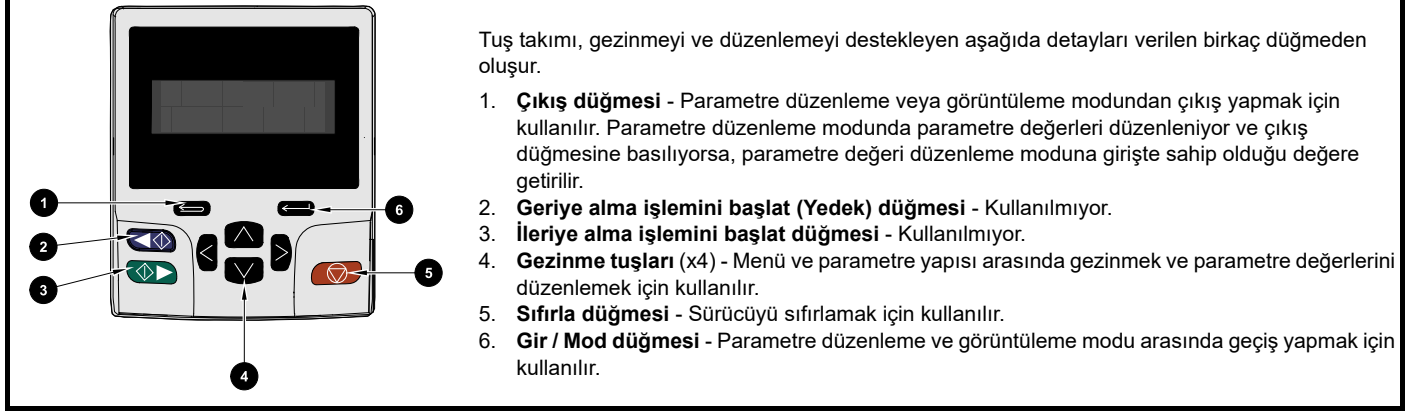 Tuş takımı, gezinmeyi ve düzenlemeyi destekleyen aşağıda detayları verilen birkaç düğmeden
oluşur.
1. Çıkış düğmesi - Parametre düzenleme veya görüntüleme modundan çıkış yapmak için
kullanılır. Parametre düzenleme modunda parametre değerleri düzenleniyor ve çıkış
düğmesine basılıyorsa, parametre değeri düzenleme moduna girişte sahip olduğu değere
getirilir.
2. Geriye alma işlemini başlat (Yedek) düğmesi - Kullanılmıyor.
3. İleriye alma işlemini başlat düğmesi - Kullanılmıyor.
4. Gezinme tuşları (x4) - Menü ve parametre yapısı arasında gezinmek ve parametre değerlerini
düzenlemek için kullanılır.
5. Sıfırla düğmesi - Sürücüyü sıfırlamak için kullanılır.
6. Gir / Mod düğmesi - Parametre düzenleme ve görüntüleme modu arasında geçiş yapmak için
kullanılır.
1
6
2
5
3
4